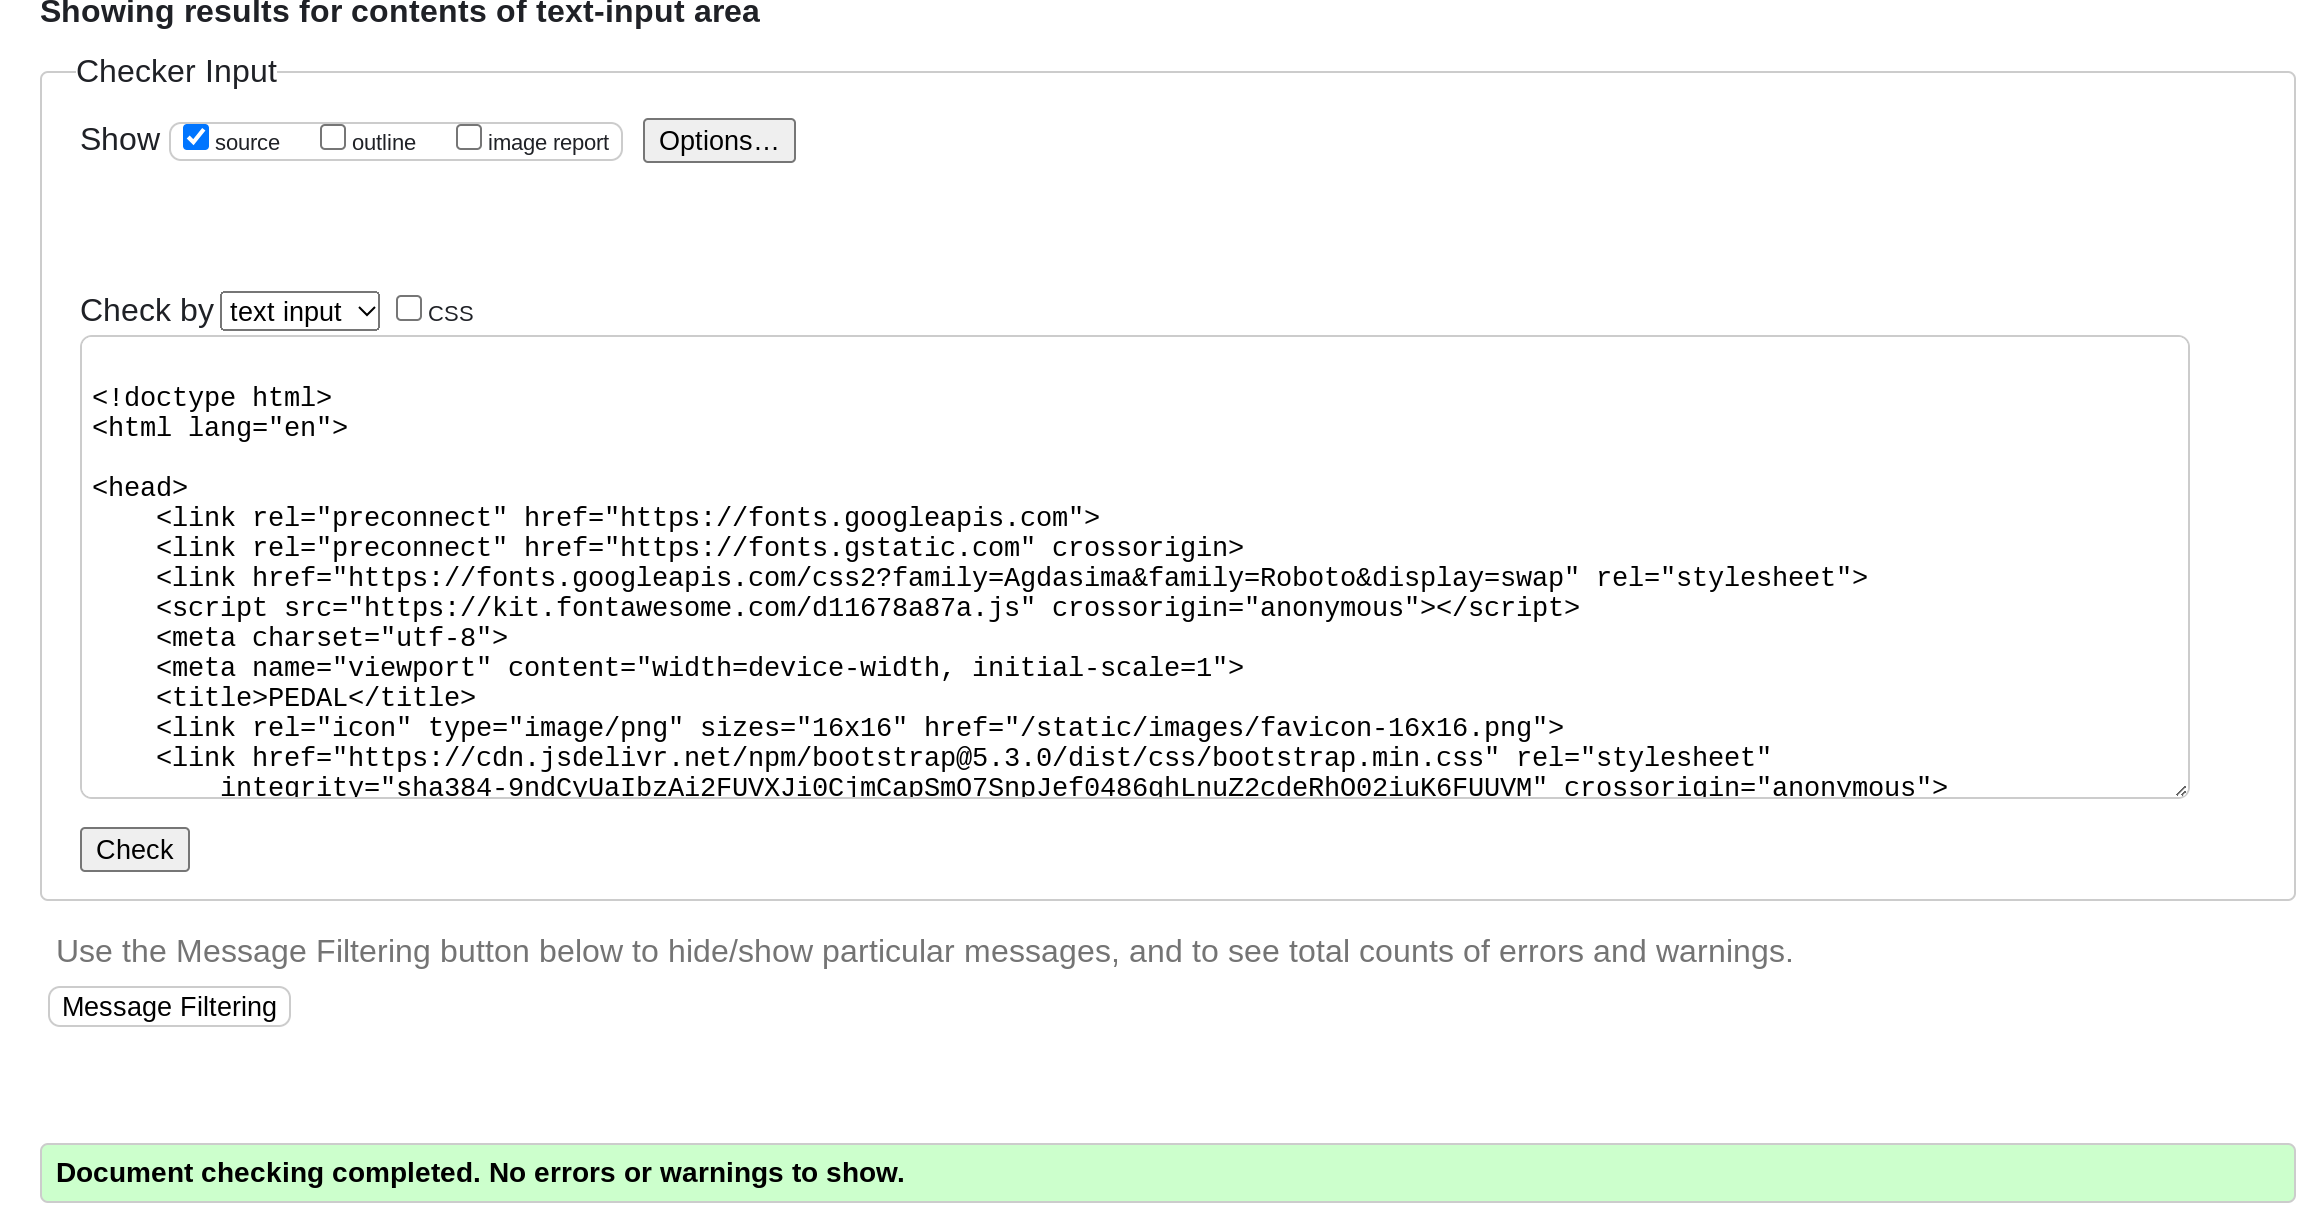 Showing results for contents of text-input area
Checker Input
Show source outline image report Options…
Check by text input CSS
<!doctype html>
<html lang="en">
<head>
<link rel="preconnect" href="https://fonts.googleapis.com">
<link rel="preconnect" href="https://fonts.gstatic.com" crossorigin>
<link href="https://fonts.googleapis.com/css2?family=Agdasima&family=Roboto&display=swap" rel="stylesheet">
<script src="https://kit.fontawesome.com/d11678a87a.js" crossorigin="anonymous"></script>
<meta charset="utf-8">
<meta name="viewport" content="width=device-width, initial-scale=1">
<title>PEDAL</title>
<link rel="icon" type="image/png" sizes="16x16" href="/static/images/favicon-16x16.png">
<link href="https://cdn.jsdelivr.net/npm/bootstrap@5.3.0/dist/css/bootstrap.min.css" rel="stylesheet"
integrity="sha384-9ndCyUaIbzAi2FUVXJi0CjmCapSmO7SnpJef0486qhLnuZ2cdeRhO02iuK6FUUVM" crossorigin="anonymous">
Check
Use the Message Filtering button below to hide/show particular messages, and to see total counts of errors and warnings.
Message Filtering
Document checking completed. No errors or warnings to show.